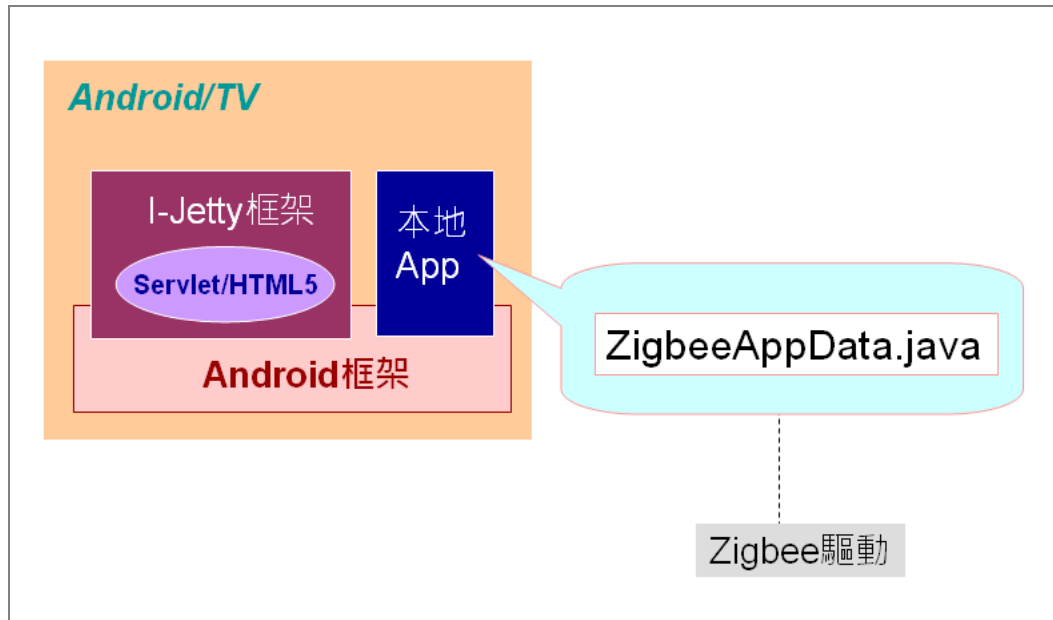 Android/TV
I-Jetty框架
Servlet/HTML5
本地
App
Android框架
ZigbeeAppData.java
Zigbee驅動